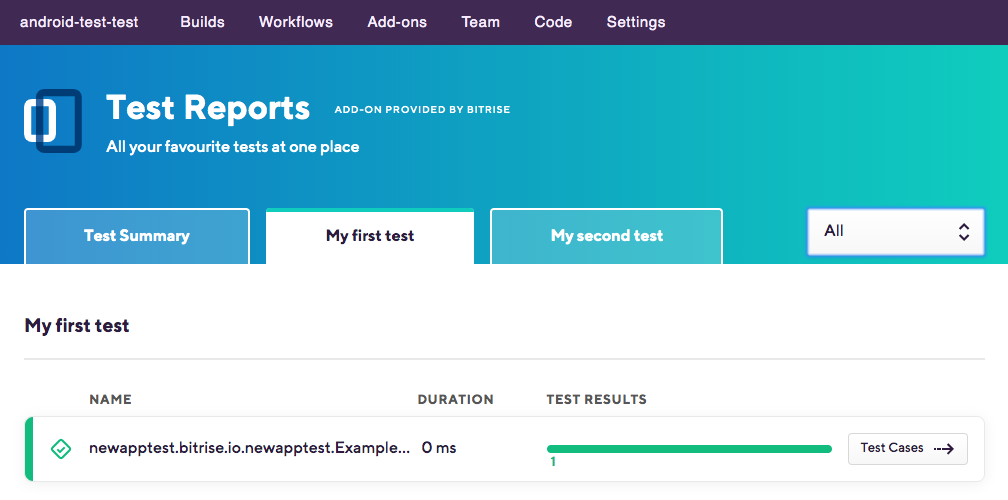 android-test-test Builds Workflows Add-ons Team Code Settings
Test Reports ADD-ON PROVIDED BY BITRISE
All your favourite tests at one place
Test Summary My first test My second test All
My first test
NAME DURATION TEST RESULTS
newapptest.bitrise.io.newapptest.Example... 0 ms Test Cases
1